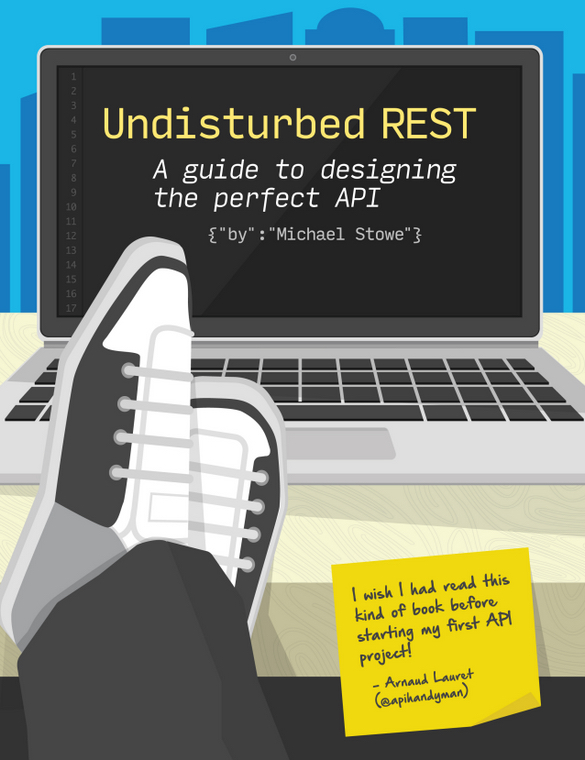 1
2
3
4
5
6
7
8
9
10
11
12
13
14
15
16
17
Undisturbed REST
A guide to designing
the perfect API
{"by":"Michael Stowe"}
I wish I had read this
kind of book before
starting my first API
project!
– Arnaud Lauret
(@apihandyman)